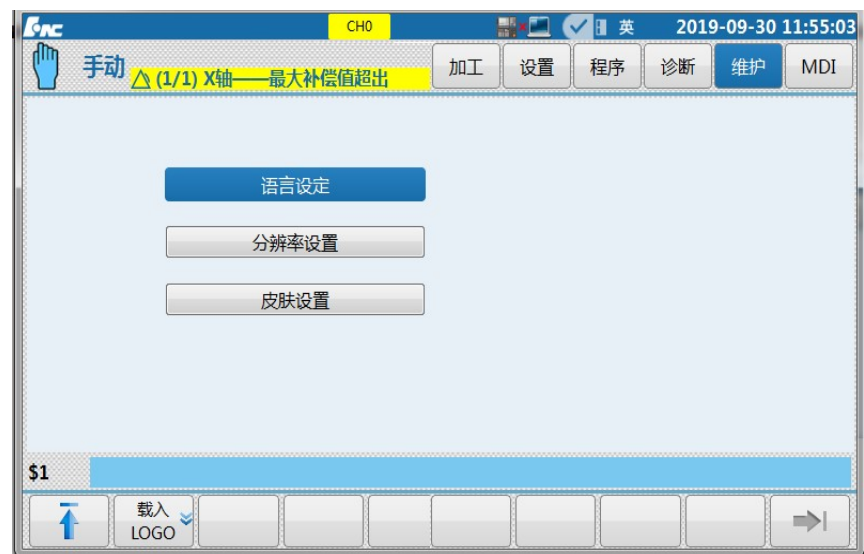 HNC
CH0
英
2019-09-30 11:55:03
手动
(1/1) X轴——最大补偿值超出
加工
设置
程序
诊断
维护
MDI
语言设定
分辨率设置
皮肤设置
$1
载入
LOGO